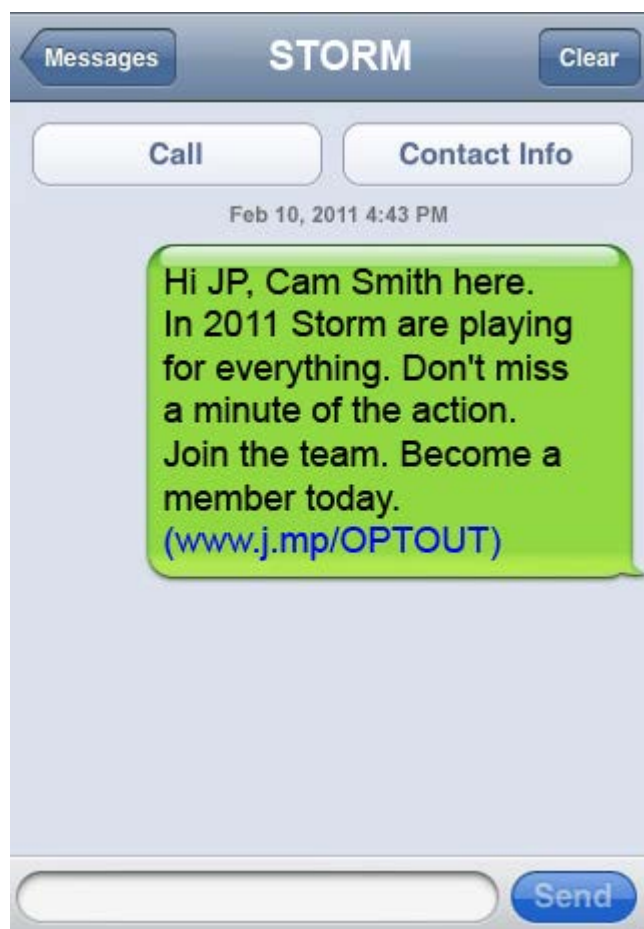 Messages STORM Clear
Call Contact Info
Feb 10, 2011 4:43 PM
Hi JP, Cam Smith here.
In 2011 Storm are playing
for everything. Don't miss
a minute of the action.
Join the team. Become a
member today.
(www.j.mp/OPTOUT)
Send